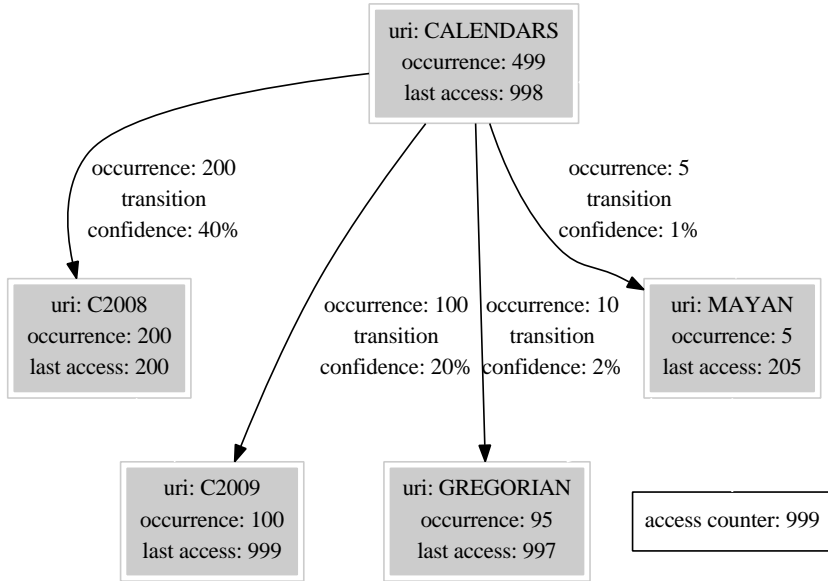 uri: CALENDARS
occurrence: 499
last access: 998
occurrence: 200
transition
confidence: 40%
occurrence: 5
transition
confidence: 1%
uri: C2008
occurrence: 200
last access: 200
occurrence: 100
transition
confidence: 20%
occurrence: 10
transition
confidence: 2%
uri: MAYAN
occurrence: 5
last access: 205
uri: C2009
occurrence: 100
last access: 999
uri: GREGORIAN
occurrence: 95
last access: 997
access counter: 999